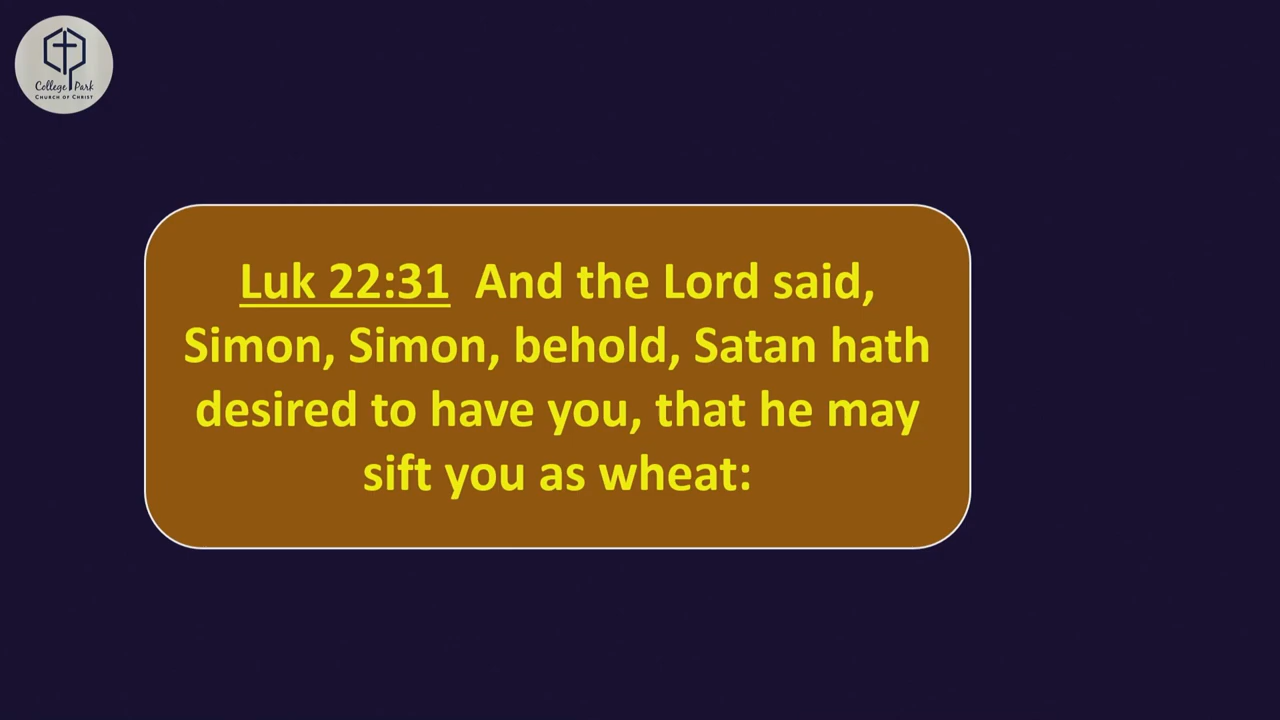 College Park
CHURCH OF CHRIST
Luk 22:31 And the Lord said,
Simon, Simon, behold, Satan hath
desired to have you, that he may
sift you as wheat: